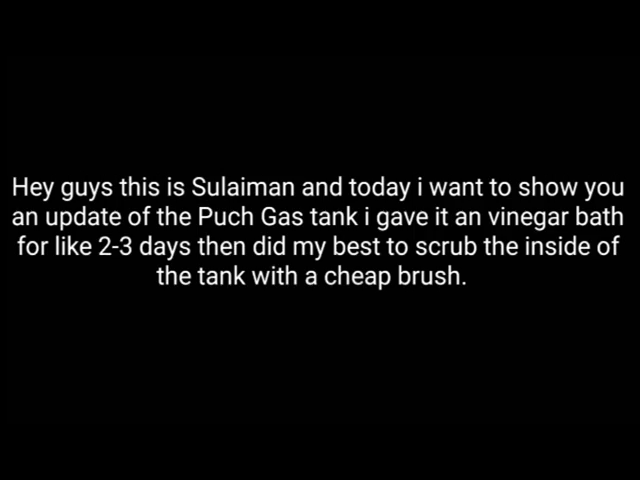 Hey guys this is Sulaiman and today i want to show you
an update of the Puch Gas tank i gave it an vinegar bath
for like 2-3 days then did my best to scrub the inside of
the tank with a cheap brush.